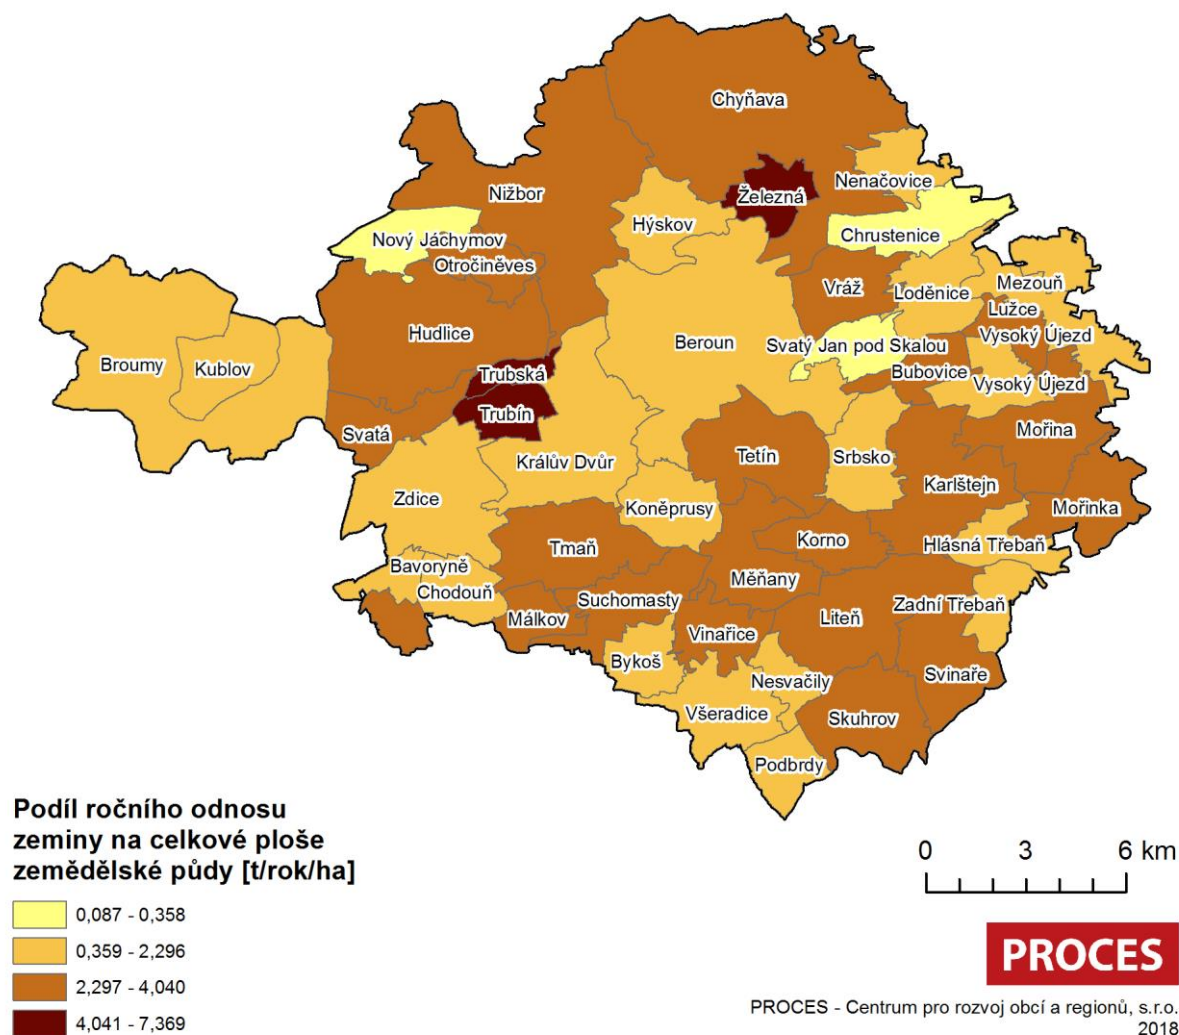 Chyňava
Nenačovice
Železná
Nižbor
Hýskov
Chrustenice
Nový Jáchymov
Otročiněves
Mezouň
Vráž
Loděnice
Lužce
Hudlice
Beroun
Svatý Jan pod Skalou
Vysoký Újezd
Broumy
Kublov
Trubská
Bubovice
Vysoký Újezd
Trubín
Svatá
Mořina
Králův Dvůr
Tetín
Srbsko
Karlštejn
Zdice
Koněprusy
Mořinka
Tmaň
Korno
Hlásná Třebaň
Bavoryně
Chodouň
Měňany
Suchomasty
Zadní Třebaň
Málkov
Liteň
Vinařice
Bykoš
Nesvačily
Svinaře
Všeradice
Skuhrov
Podbrdy
Podíl ročního odnosu
zeminy na celkové ploše
zemědělské půdy [t/rok/ha]
0,087 - 0,358
0,359 - 2,296
2,297 - 4,040
4,041 - 7,369
0 3 6 km
PROCES
PROCES - Centrum pro rozvoj obcí a regionů, s.r.o.
2018